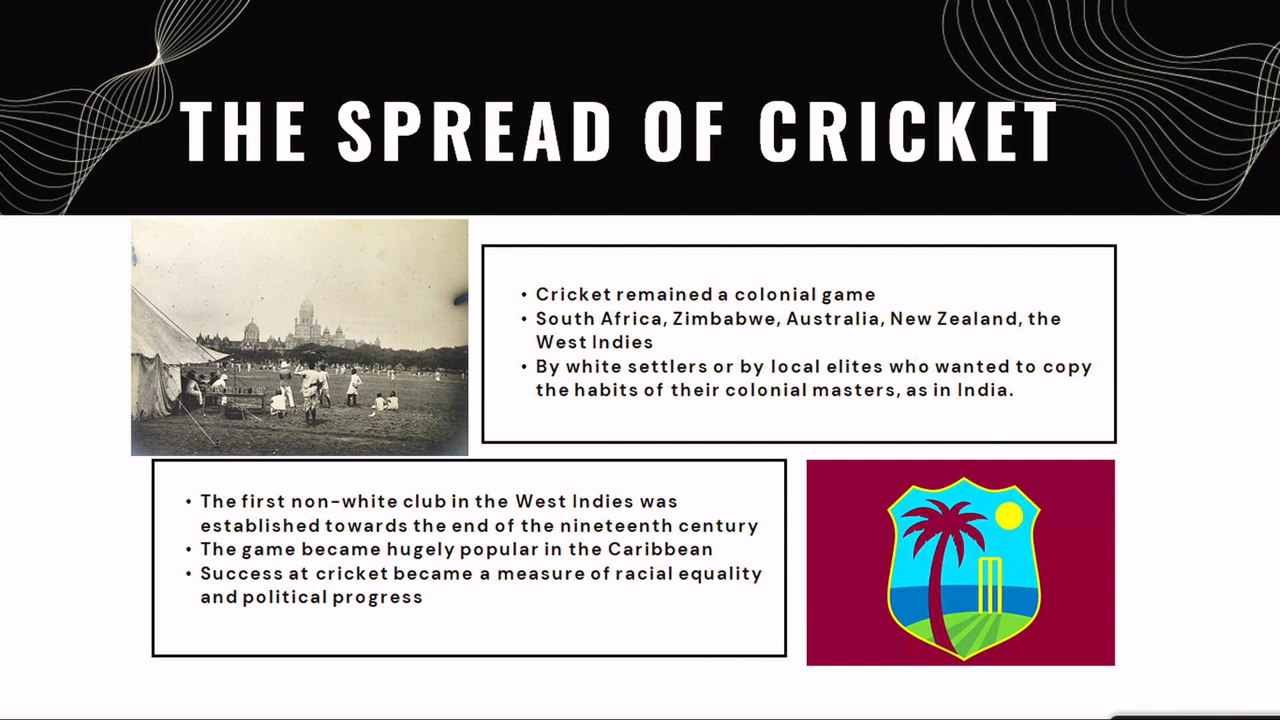 THE SPREAD OF CRICKET
• Cricket remained a colonial game
• South Africa, Zimbabwe, Australia, New Zealand, the
West Indies
• By white settlers or by local elites who wanted to copy
the habits of their colonial masters, as in India.
• The first non-white club in the West Indies was
established towards the end of the nineteenth century
• The game became hugely popular in the Caribbean
• Success at cricket became a measure of racial equality
and political progress